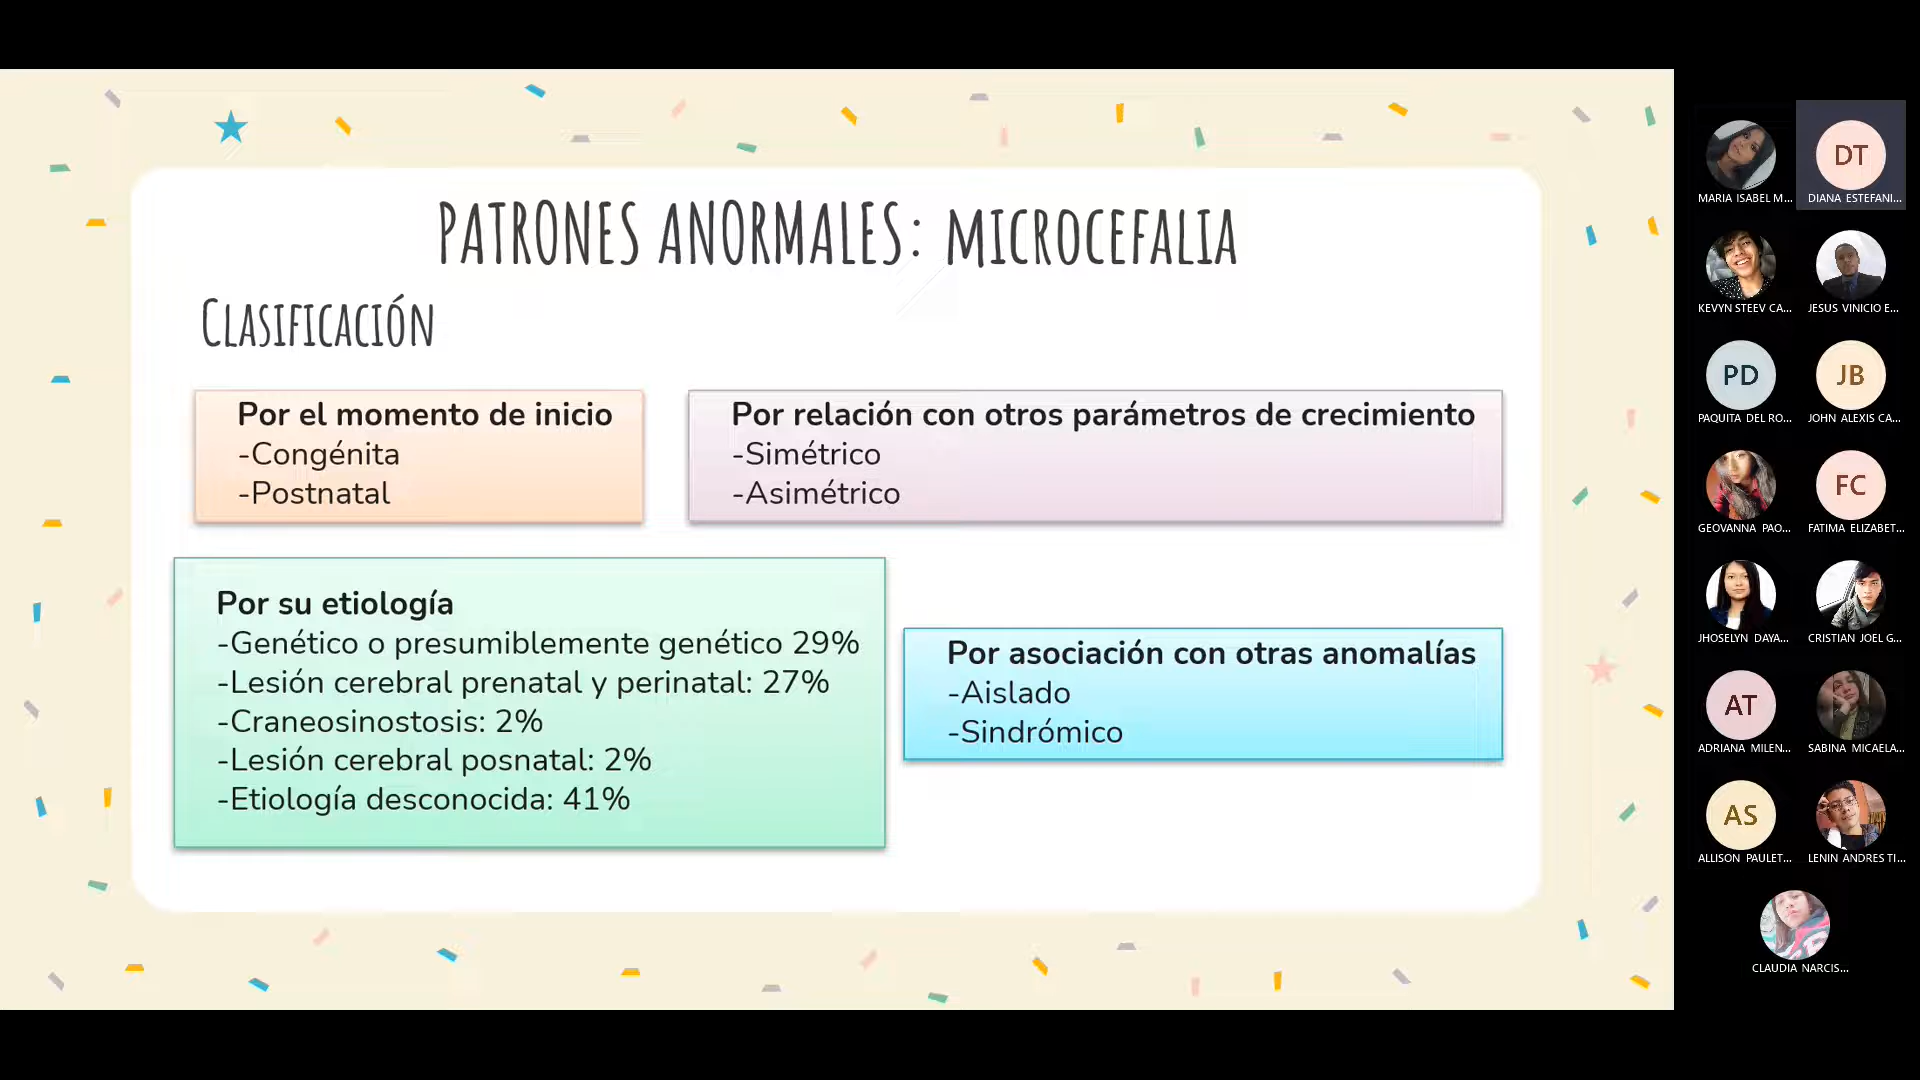 PATRONES ANORMALES: MICROCEFALIA
CLASIFICACIÓN
Por el momento de inicio
-Congénita
-Postnatal
Por relación con otros parámetros de crecimiento
-Simétrico
-Asimétrico
Por su etiología
-Genético o presumiblemente genético 29%
-Lesión cerebral prenatal y perinatal: 27%
-Craneosinostosis: 2%
-Lesión cerebral posnatal: 2%
-Etiología desconocida: 41%
Por asociación con otras anomalías
-Aislado
-Sindrómico
MARIA ISABEL M...
DT
DIANA ESTEFANI...
KEVYN STEEV CA...
JESUS VINICIO E...
PD
PAQUITA DEL RO...
JB
JOHN ALEXIS CA...
GEOVANNA PAO...
FC
FATIMA ELIZABET...
JHOSELYN DAYA...
CRISTIAN JOEL G...
AT
ADRIANA MILEN...
SABINA MICAELA...
AS
ALLISON PAULET...
LENIN ANDRES TI...
CLAUDIA NARCIS...